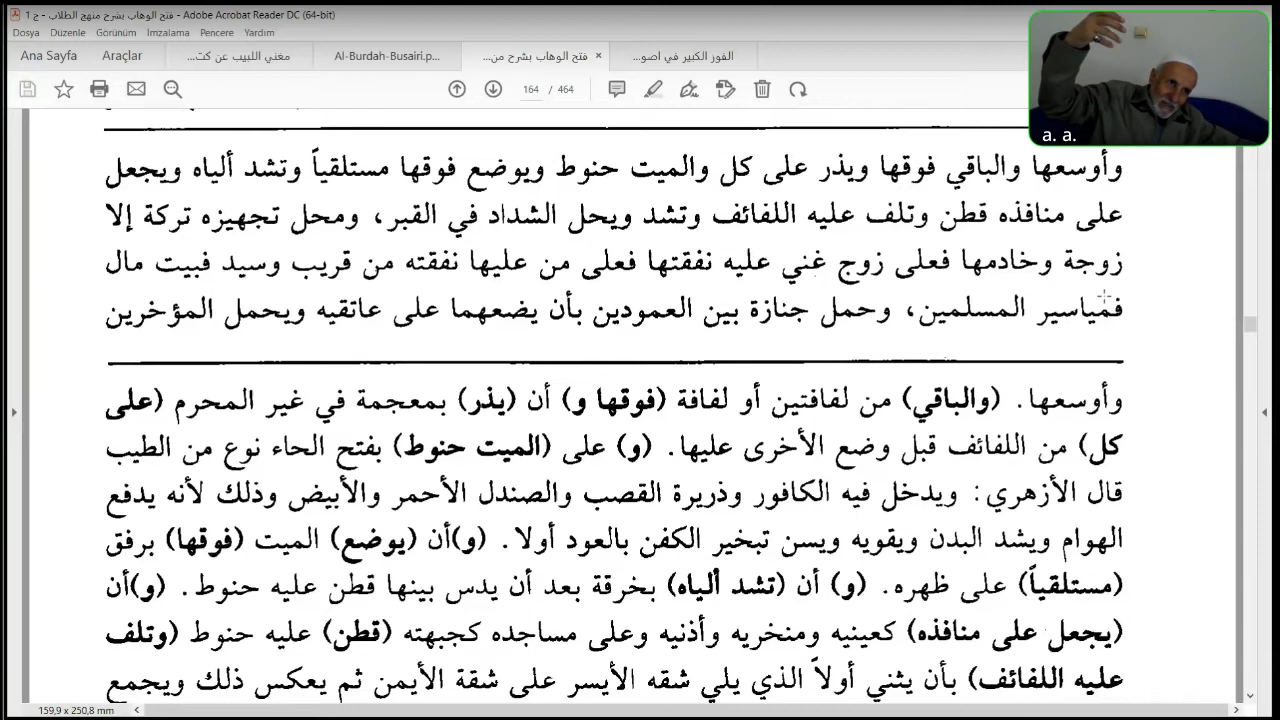 فتح الوهاب بشرح منهج الطلاب - ج 1 - Adobe Acrobat Reader DC (64-bit)
Dosya Düzenle Görünüm İmzalama Pencere Yardım
Ana Sayfa Araçlar مغني اللبيب عن كت... Al-Burdah-Busairi.p... فتح الوهاب بشرح من... × الفوز الكبير في اصو...
164 / 464
a. a.
وأوسعها والباقي فوقها ويذر على كل والميت حنوط ويوضع فوقها مستلقياً وتشد ألياه ويجعل
على منافذه قطن وتلف عليه اللفائف وتشد ويحل الشداد في القبر، ومحل تجهيزه تركة إلا
زوجة وخادمها فعلى زوج غني عليه نفقتها فعلى من عليها نفقته من قريب وسيد فبيت مال
فمياسير المسلمين، وحمل جنازة بين العمودين بأن يضعهما على عاتقيه ويحمل المؤخرين
وأوسعها. (والباقي) من لفافتين أو لفافة (فوقها و) أن (يذر) بمعجمة في غير المحرم (على
كل) من اللفائف قبل وضع الأخرى عليها. (و) على (الميت حنوط) بفتح الحاء نوع من الطيب
قال الأزهري: ويدخل فيه الكافور وذريرة القصب والصندل الأحمر والأبيض وذلك لأنه يدفع
الهوام ويشد البدن ويقويه ويسن تبخير الكفن بالعود أولا. (و)أن (يوضع) الميت (فوقها) برفق
(مستلقياً) على ظهره. (و) أن (تشد ألياه) بخرقة بعد أن يدس بينها قطن عليه حنوط. (و)أن
(يجعل على منافذه) كعينيه ومنخريه وأذنيه وعلى مساجده كجبهته (قطن) عليه حنوط (وتلف
عليه اللفائف) بأن يثني أولاً الذي يلي شقه الأيسر على شقة الأيمن ثم يعكس ذلك ويجمع
159,9 x 250,8 mm